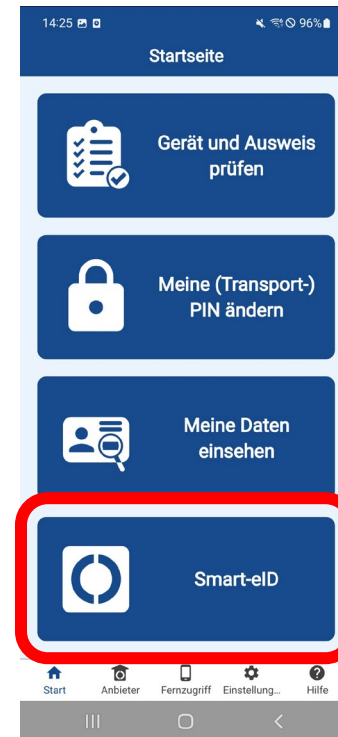 14:25 96%
Startseite
Gerät und Ausweis
prüfen
Meine (Transport-)
PIN ändern
Meine Daten
einsehen
Smart-eID
Start Anbieter Fernzugriff Einstellung... Hilfe